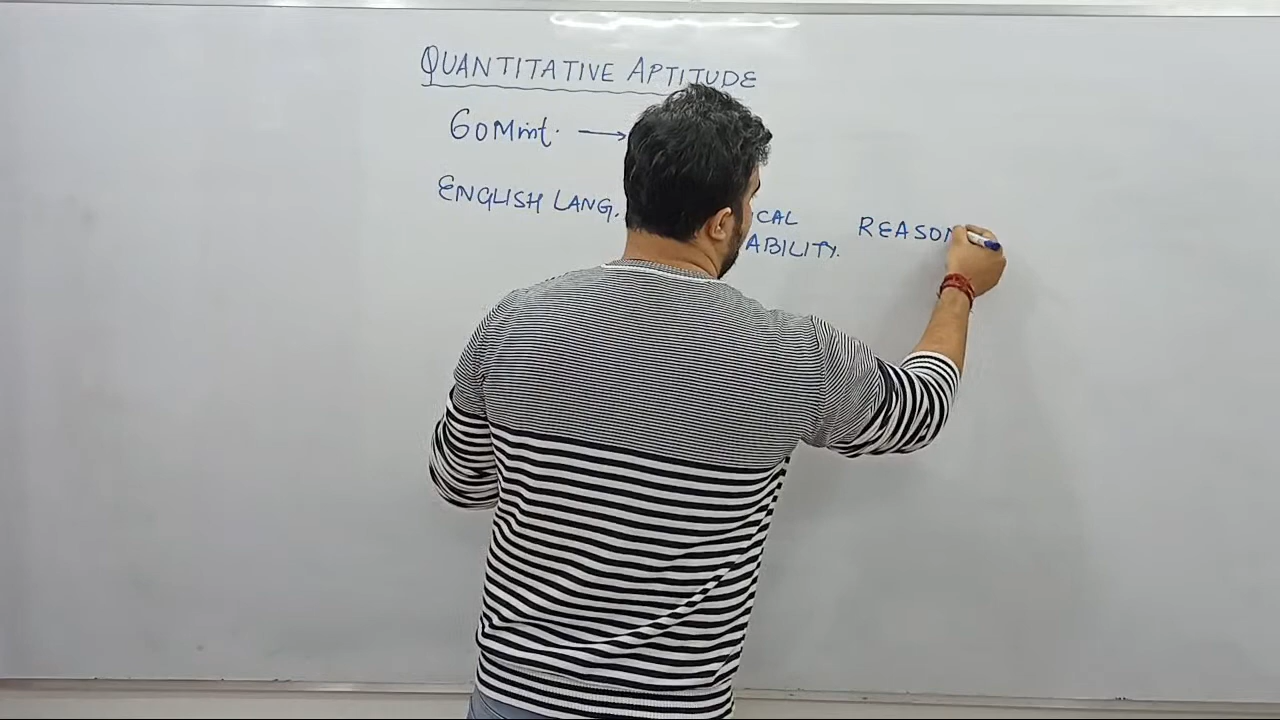 QUANTITATIVE APTITUDE
60 Mint. →
ENGLISH LANG. CAL REASON
ABILITY.